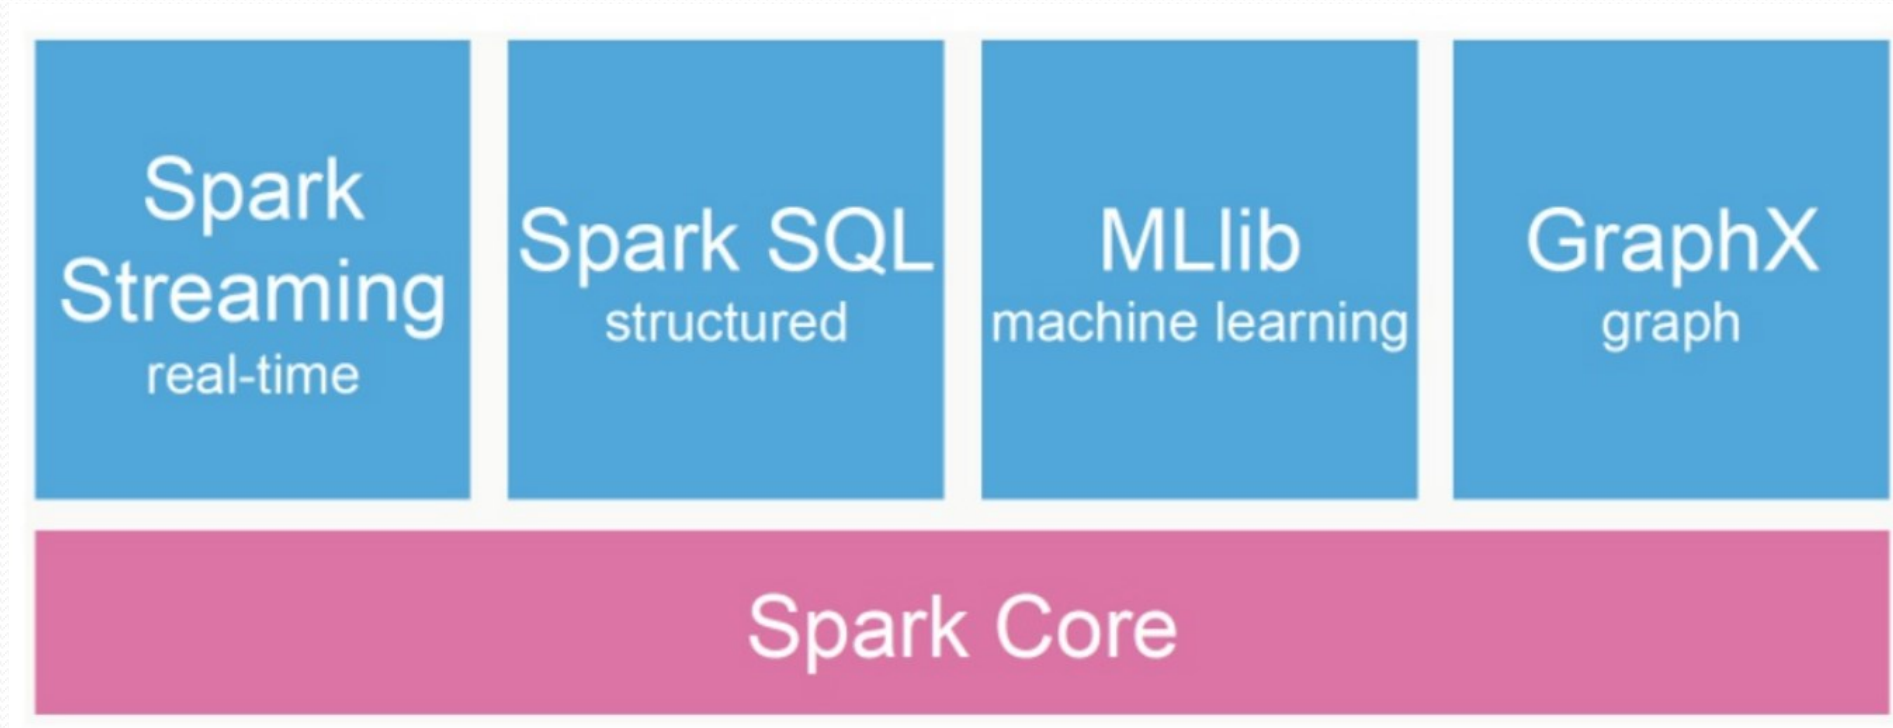 Spark
Streaming
real-time
Spark SQL
structured
MLlib
machine learning
GraphX
graph
Spark Core